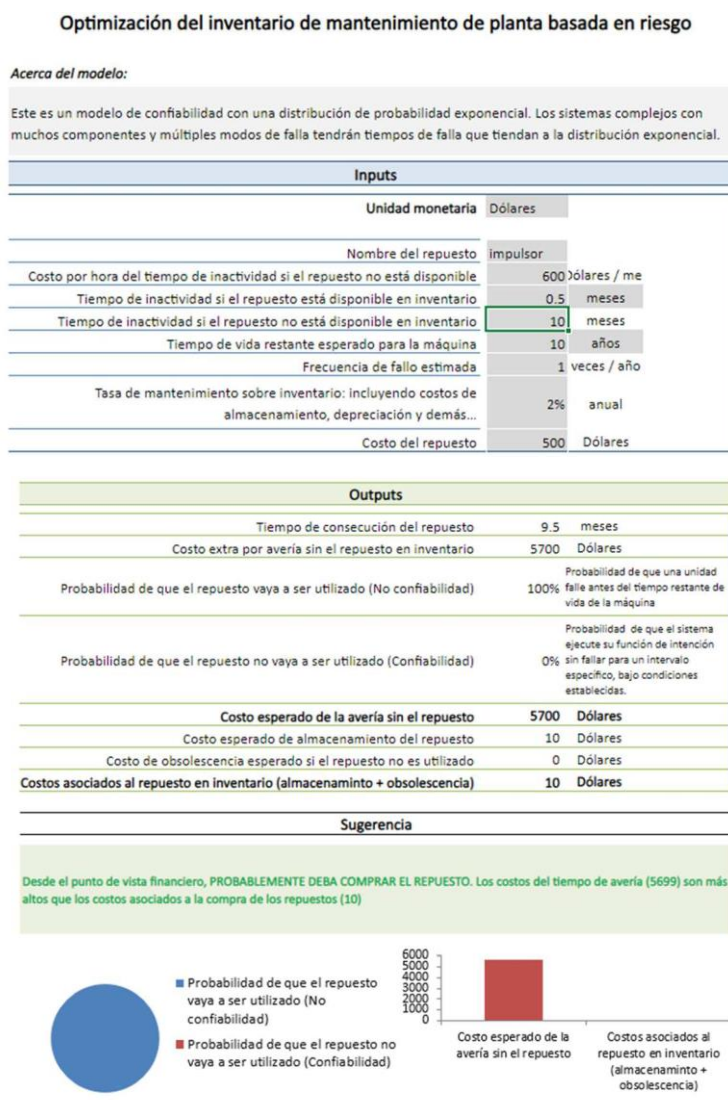 Optimización del inventario de mantenimiento de planta basada en riesgo
Acerca del modelo:
Este es un modelo de confiabilidad con una distribución de probabilidad exponencial. Los sistemas complejos con
muchos componentes y múltiples modos de falla tendrán tiempos de falla que tiendan a la distribución exponencial.
Inputs
Unidad monetaria Dólares
Nombre del repuesto impulsor
Costo por hora del tiempo de inactividad si el repuesto no está disponible 600 Dólares / me
Tiempo de inactividad si el repuesto está disponible en inventario 0.5 meses
Tiempo de inactividad si el repuesto no está disponible en inventario 10 meses
Tiempo de vida restante esperado para la máquina 10 años
Frecuencia de fallo estimada 1 veces / año
Tasa de mantenimiento sobre inventario: incluyendo costos de
almacenamiento, depreciación y demás... 2% anual
Costo del repuesto 500 Dólares
Outputs
Tiempo de consecución del repuesto 9.5 meses
Costo extra por avería sin el repuesto en inventario 5700 Dólares
Probabilidad de que el repuesto vaya a ser utilizado (No confiabilidad) 100%
Probabilidad de que una unidad
falle antes del tiempo restante de
vida de la máquina
Probabilidad de que el repuesto no vaya a ser utilizado (Confiabilidad) 0%
Probabilidad de que el sistema
ejecute su función de intención
sin fallar para un intervalo
especifico, bajo condiciones
establecidas.
Costo esperado de la avería sin el repuesto 5700 Dólares
Costo esperado de almacenamiento del repuesto 10 Dólares
Costo de obsolescencia esperado si el repuesto no es utilizado 0 Dólares
Costos asociados al repuesto en inventario (almacenaminto + obsolescencia) 10 Dólares
Sugerencia
Desde el punto de vista financiero, PROBABLEMENTE DEBA COMPRAR EL REPUESTO. Los costos del tiempo de avería (5699) son más
altos que los costos asociados a la compra de los repuestos (10)
Probabilidad de que el repuesto
vaya a ser utilizado (No
confiabilidad)
Probabilidad de que el repuesto no
vaya a ser utilizado (Confiabilidad)
6000
5000
4000
3000
2000
1000
0
Costo esperado de la
avería sin el repuesto
Costos asociados al
repuesto en inventario
(almacenaminto +
obsolescencia)